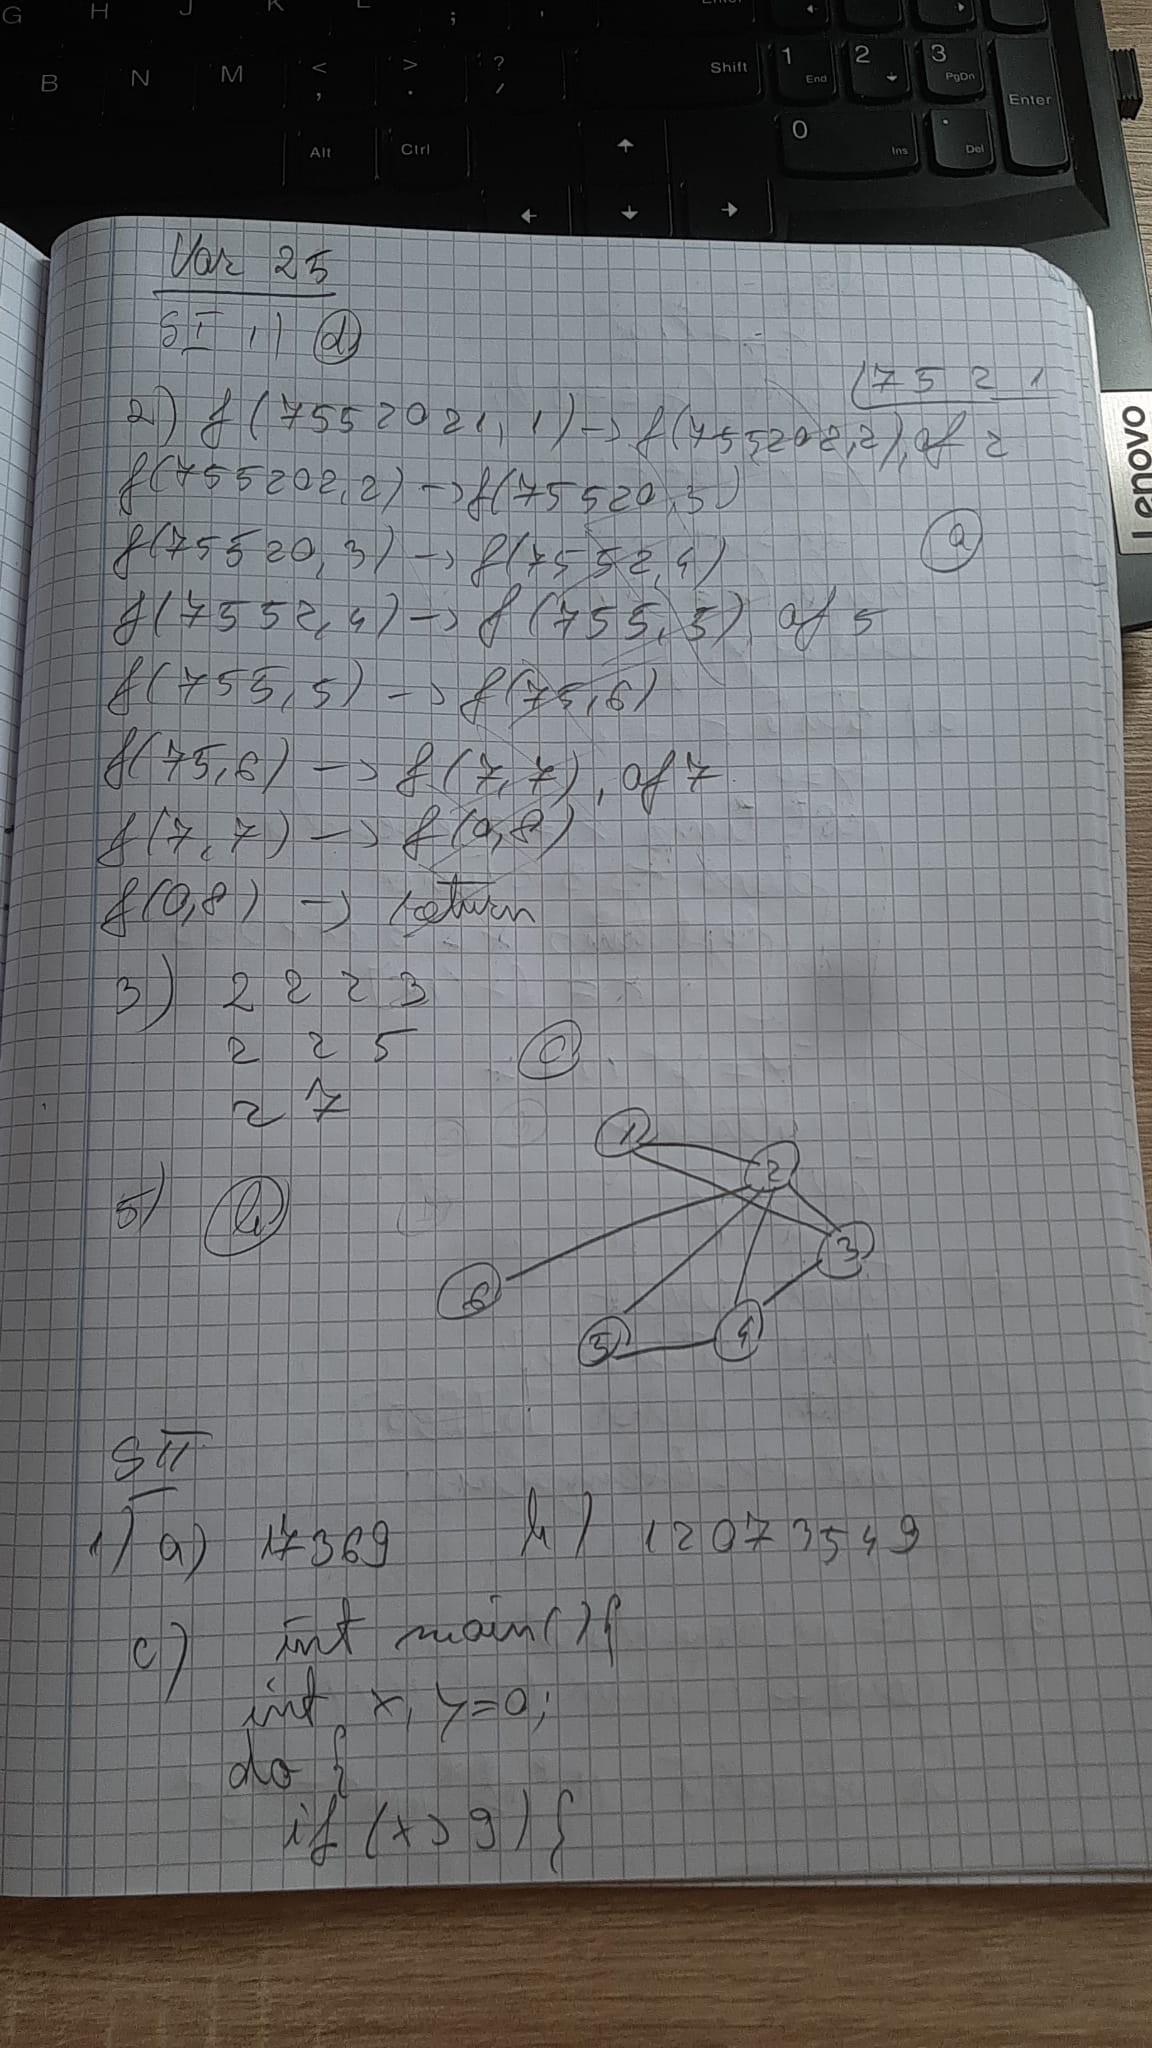 G H J K L ; ' Enter
B N M < , > . ? / Shift 1 End 2 3 PgDn Enter
Alt Ctrl 0 Ins . Del
Lenovo
Var 25
SI 1) d
7 5 2 1
2) f(7552021, 1) -> f(755202, 2), af 2
f(755202, 2) -> f(75520, 3)
f(75520, 3) -> f(7552, 4)
a
f(7552, 4) -> f(755, 5), af 5
f(755, 5) -> f(75, 6)
f(75, 6) -> f(7, 7), af 7
f(7, 7) -> f(0, 8)
f(0, 8) -> return
3) 2 2 2 3
2 2 5
c
2 7
5) b
1
2
3
4
5
6
SII
1) a) 17369 b) 12073549
c) int main(){
int x, y=0;
do {
if (x > 9) {